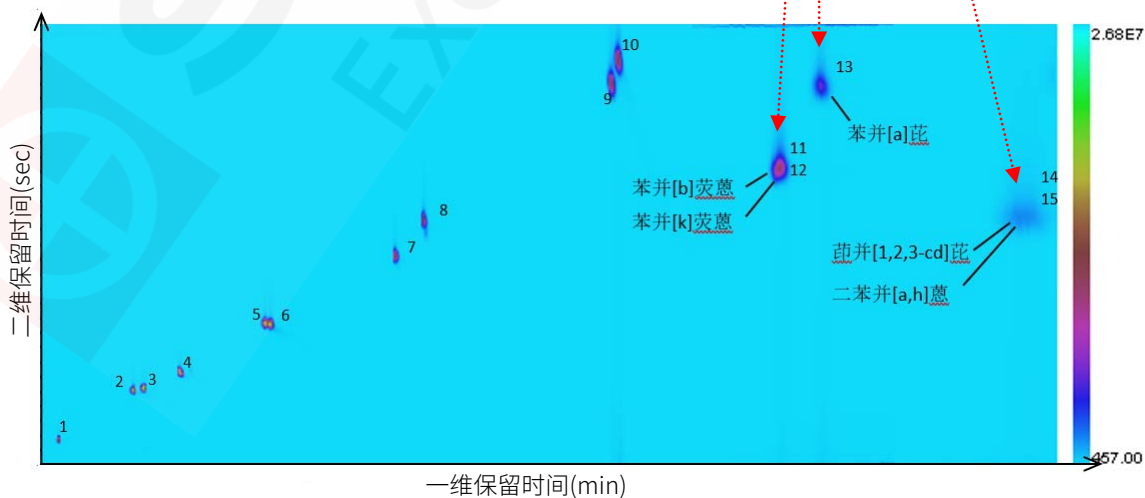 2.68E7
10
13
9
苯并[a]芘
11
12
14
15
苯并[b]荧蒽
苯并[k]荧蒽
8
7
茚并[1,2,3-cd]芘
二苯并[a,h]蒽
5 6
4
2 3
1
457.00
二维保留时间(sec)
一维保留时间(min)